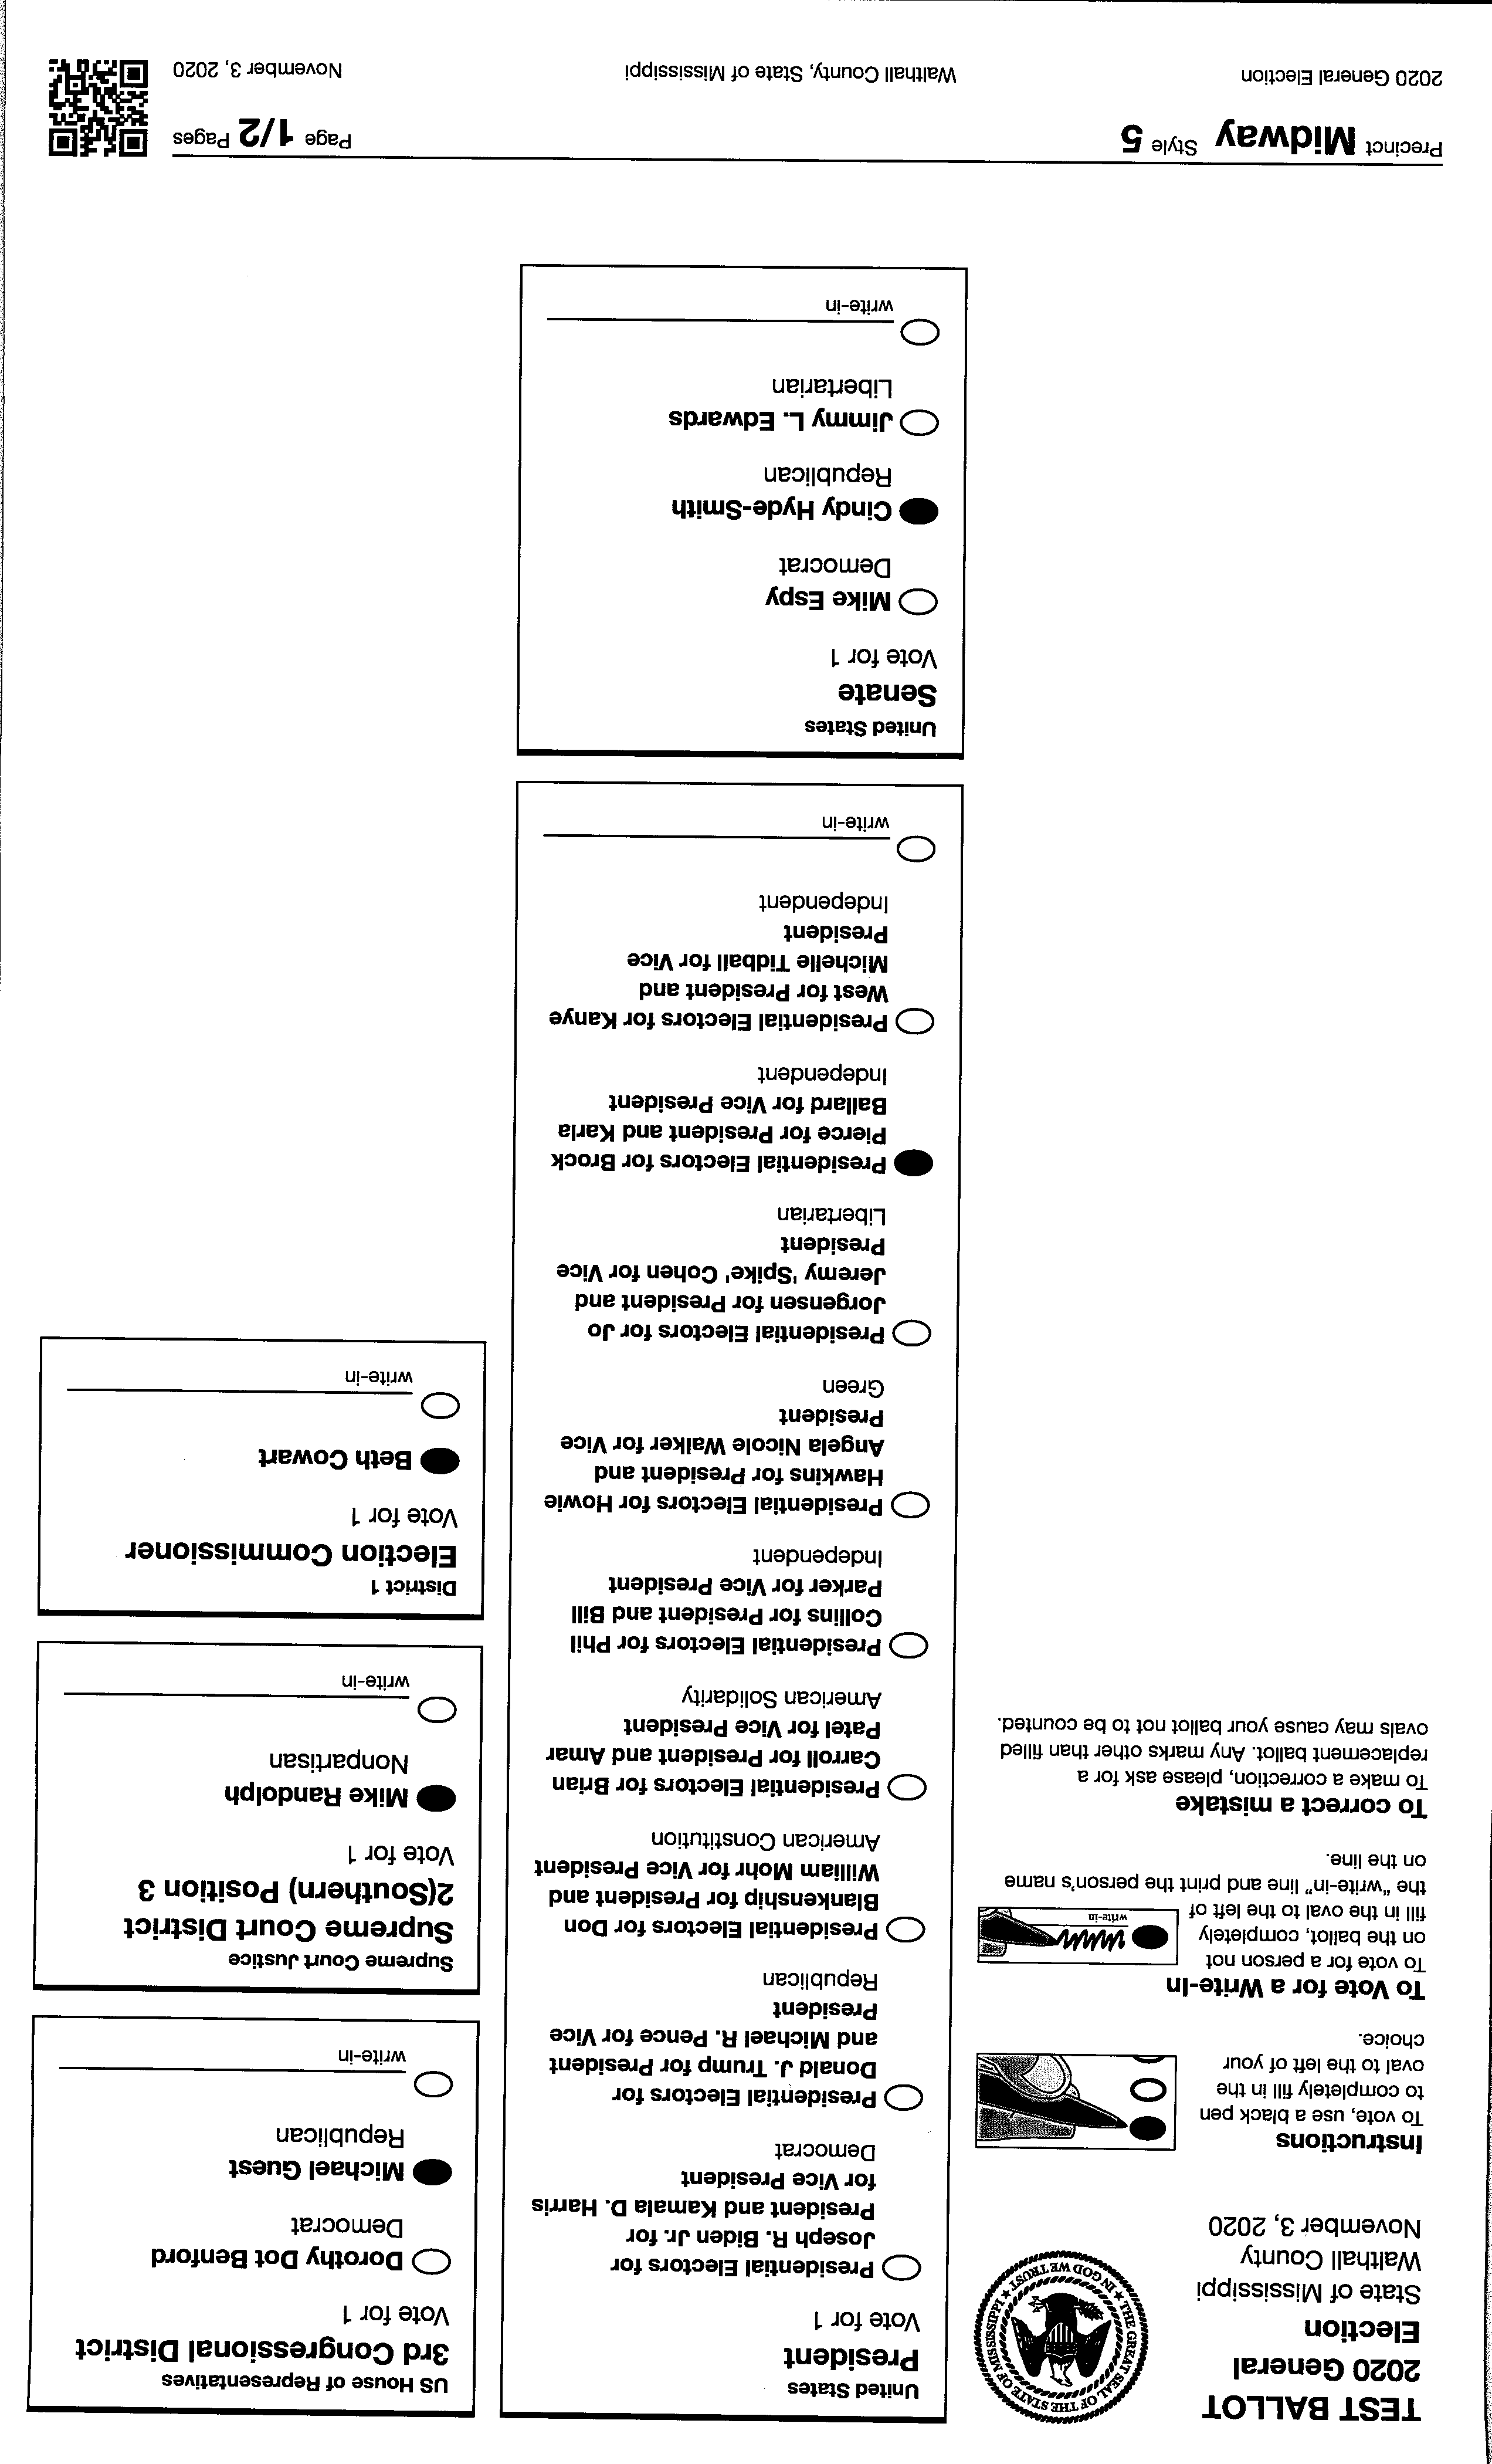 TEST BALLOT
2020 General
Election
State of Mississippi
Walthall County
November 3, 2020
THE GREAT SEAL OF THE STATE OF MISSISSIPPI ★ IN GOD WE TRUST ★
Instructions
To vote, use a black pen
to completely fill in the
oval to the left of your
choice.
To Vote for a Write-In
To vote for a person not
on the ballot, completely
fill in the oval to the left of
the "write-in" line and print the person's name
on the line.
write-in
To correct a mistake
To make a correction, please ask for a
replacement ballot. Any marks other than filled
ovals may cause your ballot not to be counted.
United States
President
Vote for 1
Presidential Electors for
Joseph R. Biden Jr. for
President and Kamala D. Harris
for Vice President
Democrat
Presidential Electors for
Donald J. Trump for President
and Michael R. Pence for Vice
President
Republican
Presidential Electors for Don
Blankenship for President and
William Mohr for Vice President
American Constitution
Presidential Electors for Brian
Carroll for President and Amar
Patel for Vice President
American Solidarity
Presidential Electors for Phil
Collins for President and Bill
Parker for Vice President
Independent
Presidential Electors for Howie
Hawkins for President and
Angela Nicole Walker for Vice
President
Green
Presidential Electors for Jo
Jorgensen for President and
Jeremy 'Spike' Cohen for Vice
President
Libertarian
Presidential Electors for Brock
Pierce for President and Karla
Ballard for Vice President
Independent
Presidential Electors for Kanye
West for President and
Michelle Tidball for Vice
President
Independent
write-in
United States
Senate
Vote for 1
Mike Espy
Democrat
Cindy Hyde-Smith
Republican
Jimmy L. Edwards
Libertarian
write-in
US House of Representatives
3rd Congressional District
Vote for 1
Dorothy Dot Benford
Democrat
Michael Guest
Republican
write-in
Supreme Court Justice
Supreme Court District
2(Southern) Position 3
Vote for 1
Mike Randolph
Nonpartisan
write-in
District 1
Election Commissioner
Vote for 1
Beth Cowart
write-in
Precinct Midway Style 5
Page 1/2 Pages
2020 General Election
Walthall County, State of Mississippi
November 3, 2020